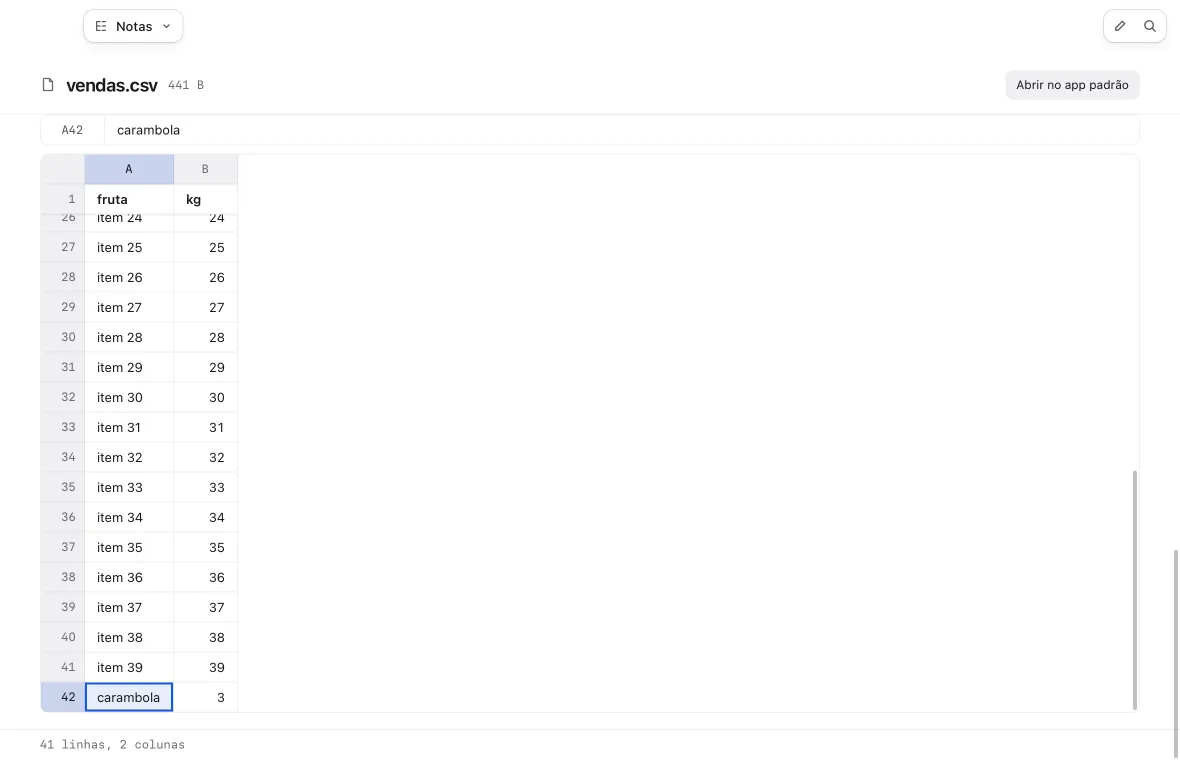 Notas
vendas.csv 441 B
Abrir no app padrão
A42 carambola
A B
1 fruta kg
26 item 24 24
27 item 25 25
28 item 26 26
29 item 27 27
30 item 28 28
31 item 29 29
32 item 30 30
33 item 31 31
34 item 32 32
35 item 33 33
36 item 34 34
37 item 35 35
38 item 36 36
39 item 37 37
40 item 38 38
41 item 39 39
42 carambola 3
41 linhas, 2 colunas